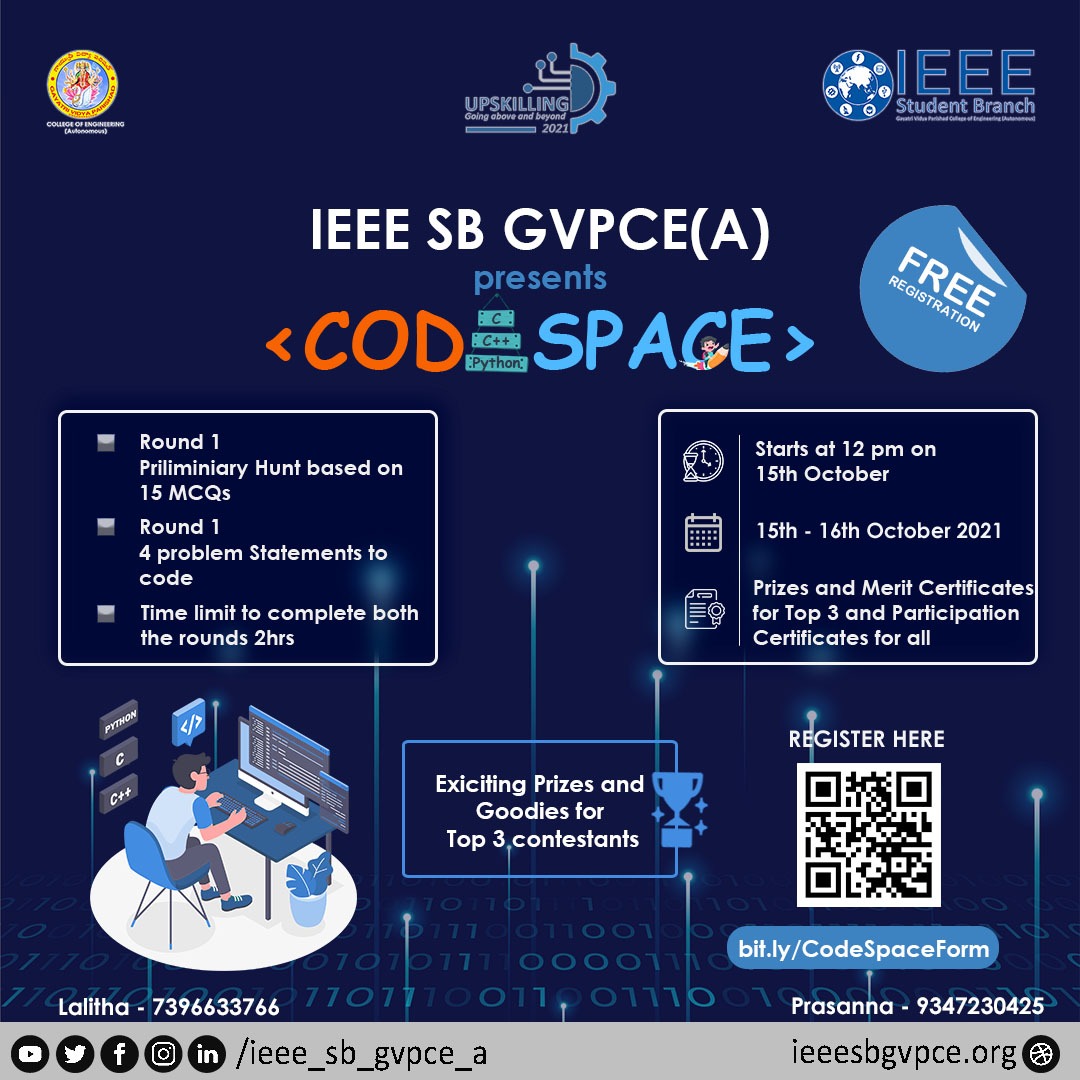 COLLEGE OF ENGINEERING
(Autonomous)
UPSKILLING
Going above and beyond
2021
IEEE
Student Branch
Gayatri Vidya Parishad College of Engineering (Autonomous)
IEEE SB GVPCE(A)
presents
FREE
REGISTRATION
<COD SPACE>
C
C++
Python
Round 1
Priliminiary Hunt based on
15 MCQs
Round 1
4 problem Statements to
code
Time limit to complete both
the rounds 2hrs
Starts at 12 pm on
15th October
15th - 16th October 2021
Prizes and Merit Certificates
for Top 3 and Participation
Certificates for all
PYTHON
</>
C
C++
Exiciting Prizes and
Goodies for
Top 3 contestants
REGISTER HERE
bit.ly/CodeSpaceForm
Lalitha - 7396633766
Prasanna - 9347230425
/ieee_sb_gvpce_a
ieeesbgvpce.org